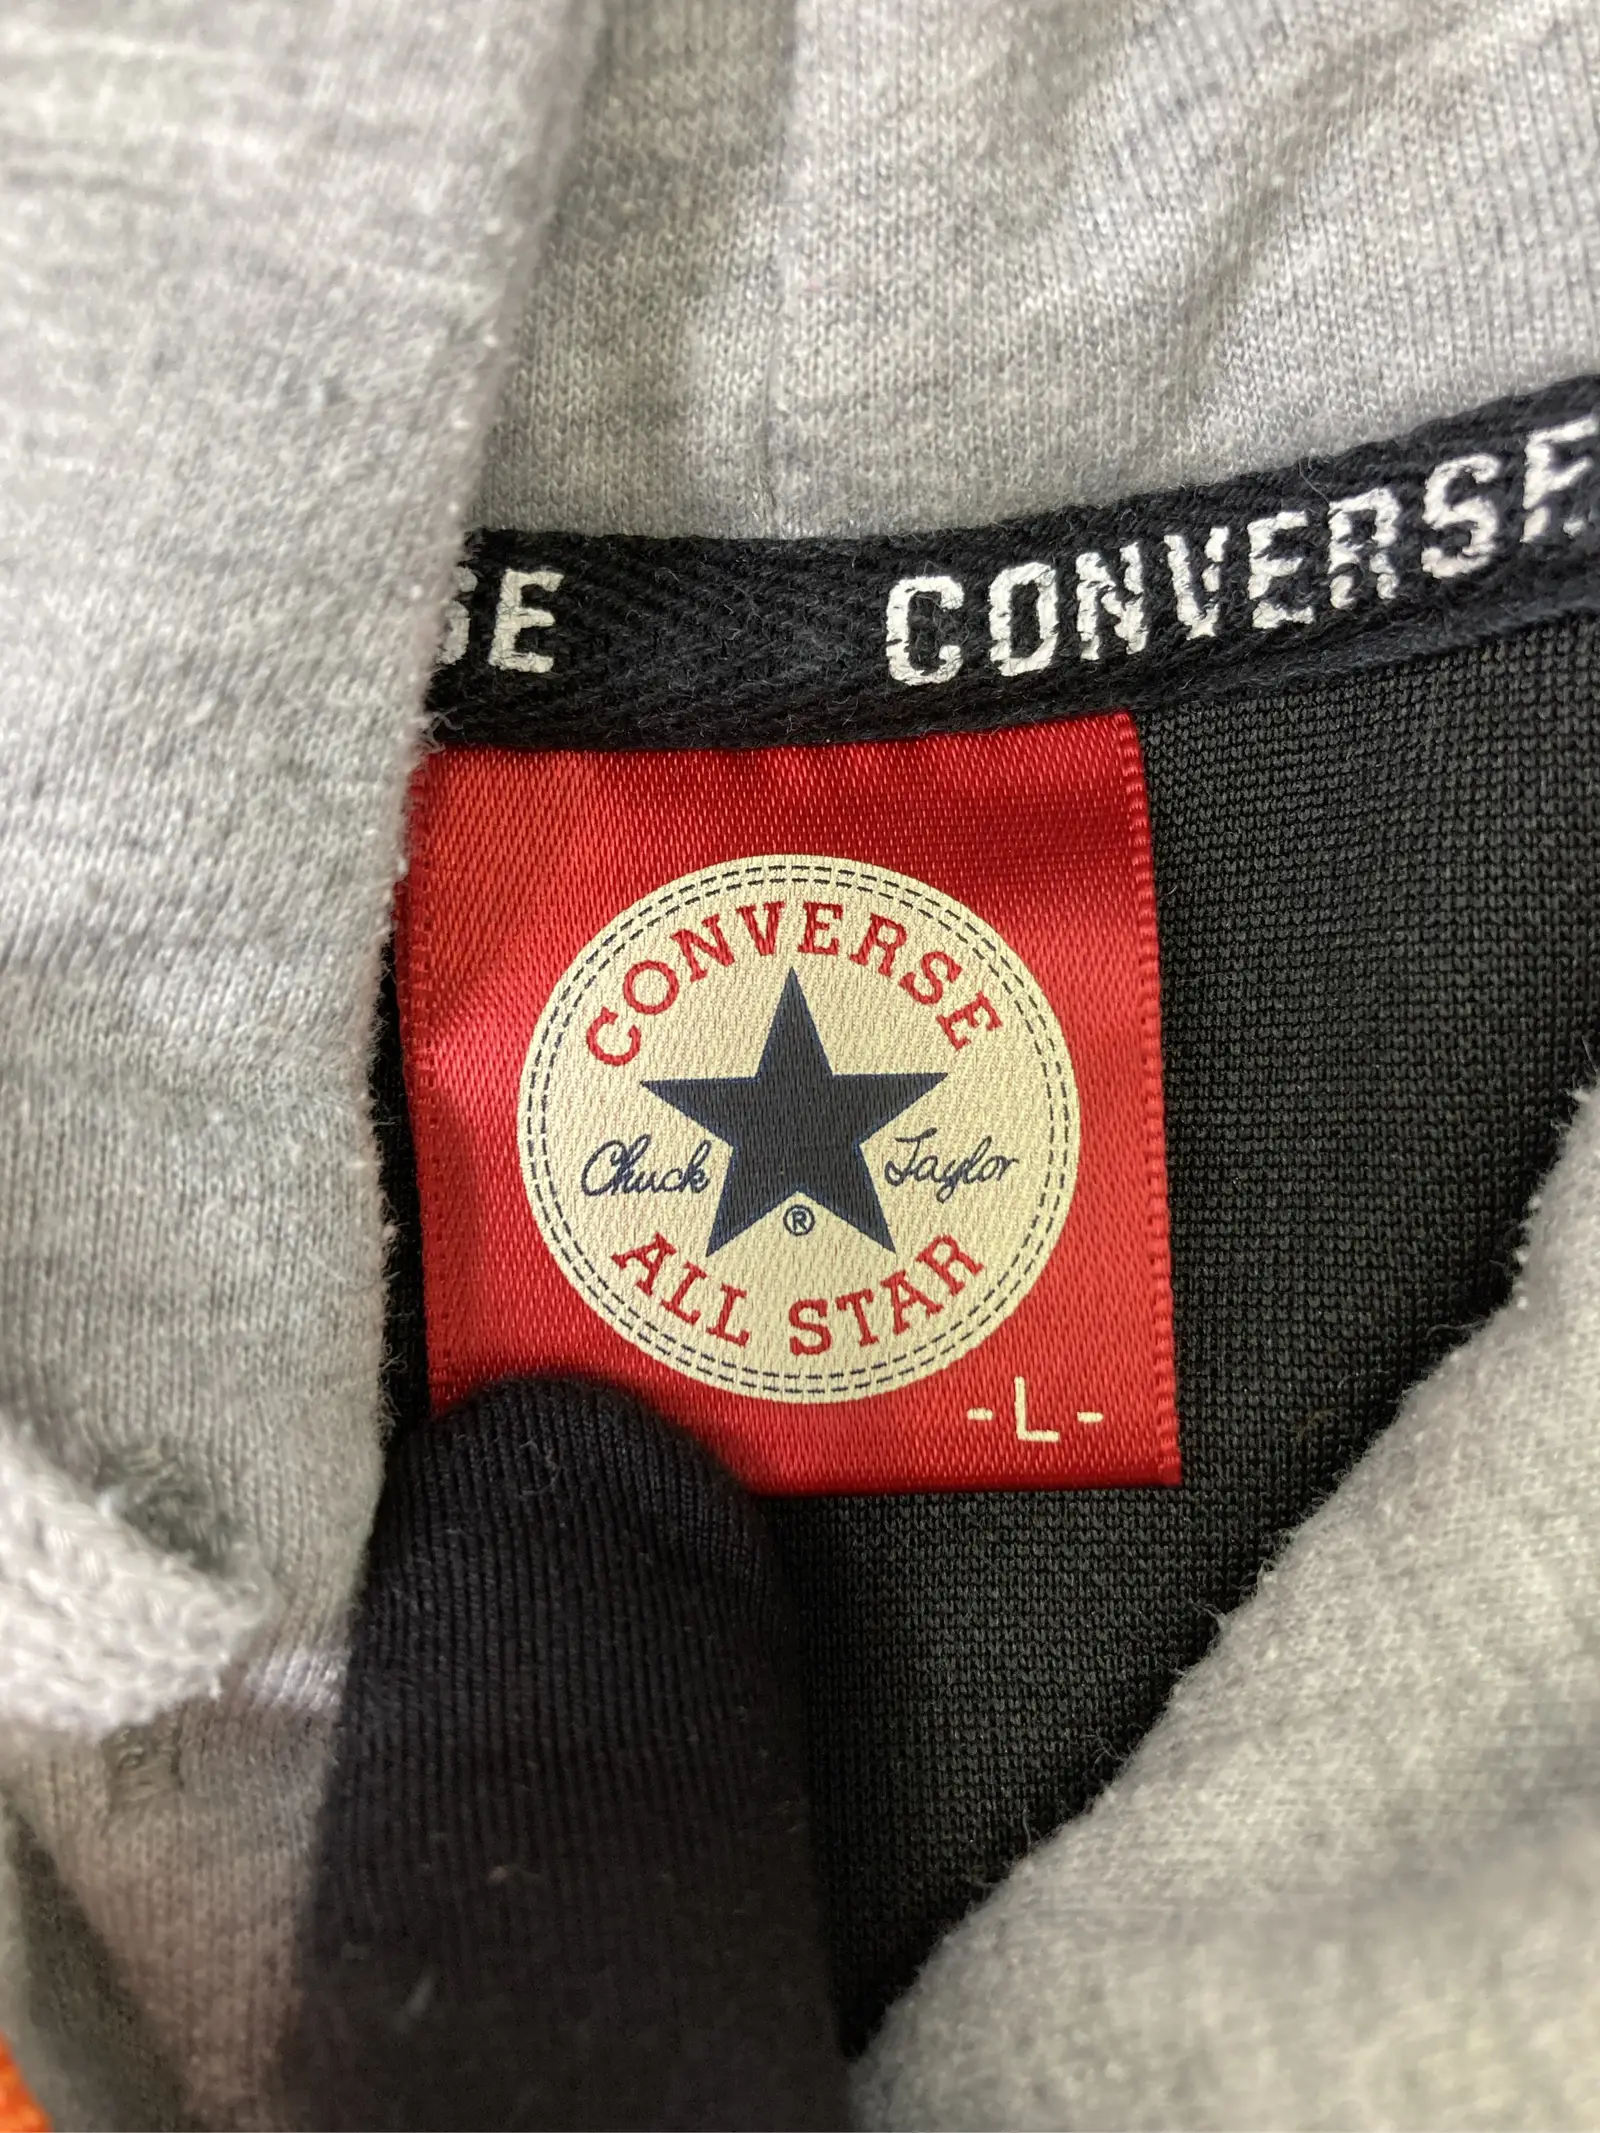 SE CONVERSE
CONVERSE
Chuck Taylor
®
ALL STAR
-L-